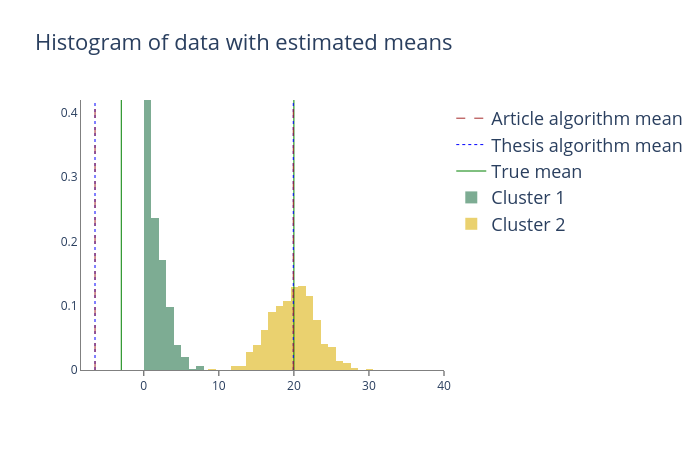 Histogram of data with estimated means
Article algorithm mean
Thesis algorithm mean
True mean
Cluster 1
Cluster 2
0.4
0.3
0.2
0.1
0
0 10 20 30 40